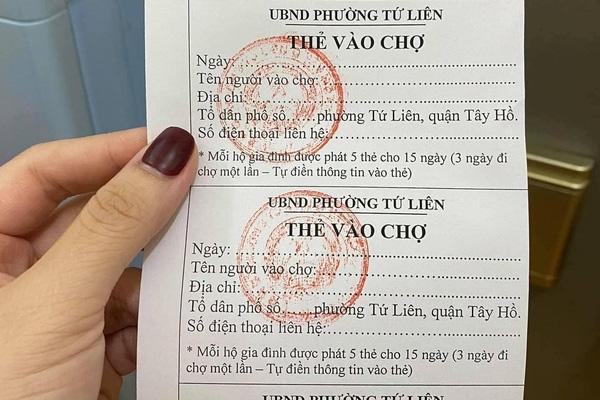 UBND PHƯỜNG TỨ LIÊN
THẺ VÀO CHỢ
Ngày:
Tên người vào chợ:
Địa chỉ:
Tổ dân phố số......phường Tứ Liên, quận Tây Hồ.
Số điện thoại liên hệ:
* Mỗi hộ gia đình được phát 5 thẻ cho 15 ngày (3 ngày đi
chợ một lần – Tự điền thông tin vào thẻ)
UBND PHƯỜNG TỨ LIÊN
THẺ VÀO CHỢ
Ngày:
Tên người vào chợ:
Địa chỉ:
Tổ dân phố số......phường Tứ Liên, quận Tây Hồ.
Số điện thoại liên hệ:
* Mỗi hộ gia đình được phát 5 thẻ cho 15 ngày (3 ngày đi
chợ một lần – Tự điền thông tin vào thẻ)
UBND PHƯỜNG TỨ LIÊN